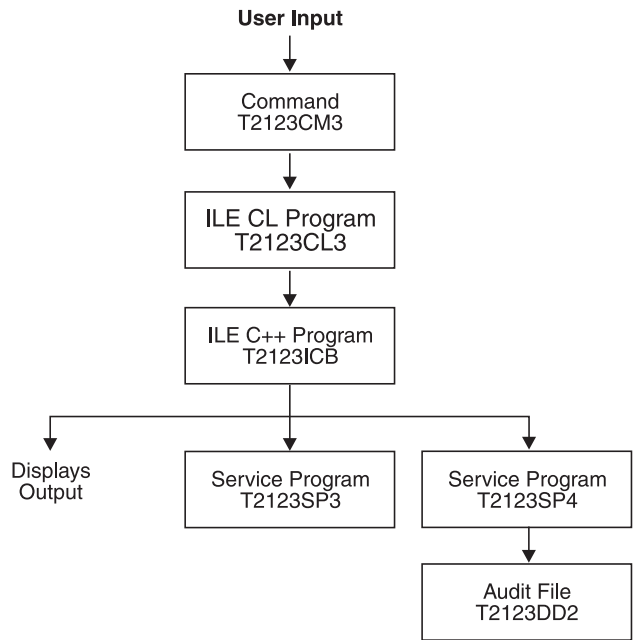 User Input
Command
T2123CM3
ILE CL Program
T2123CL3
ILE C++ Program
T2123ICB
Displays
Output
Service Program
T2123SP3
Service Program
T2123SP4
Audit File
T2123DD2